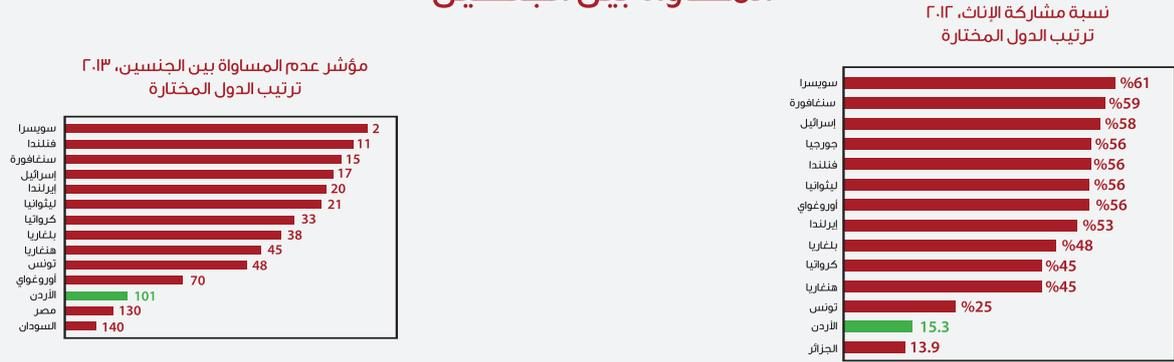 المساواة بين الجنسين
نسبة مشاركة الإناث، ٢٠١٢
ترتيب الدول المختارة
سويسرا %61
سنغافورة %59
إسرائيل %58
جورجيا %56
فنلندا %56
ليثوانيا %56
أوروغواي %56
إيرلندا %53
بلغاريا %48
كرواتيا %45
هنغاريا %45
تونس %25
الأردن 15.3
الجزائر 13.9
مؤشر عدم المساواة بين الجنسين، ٢٠١٣
ترتيب الدول المختارة
سويسرا 2
فنلندا 11
سنغافورة 15
إسرائيل 17
إيرلندا 20
ليثوانيا 21
كرواتيا 33
بلغاريا 38
هنغاريا 45
تونس 48
أوروغواي 70
الأردن 101
مصر 130
السودان 140